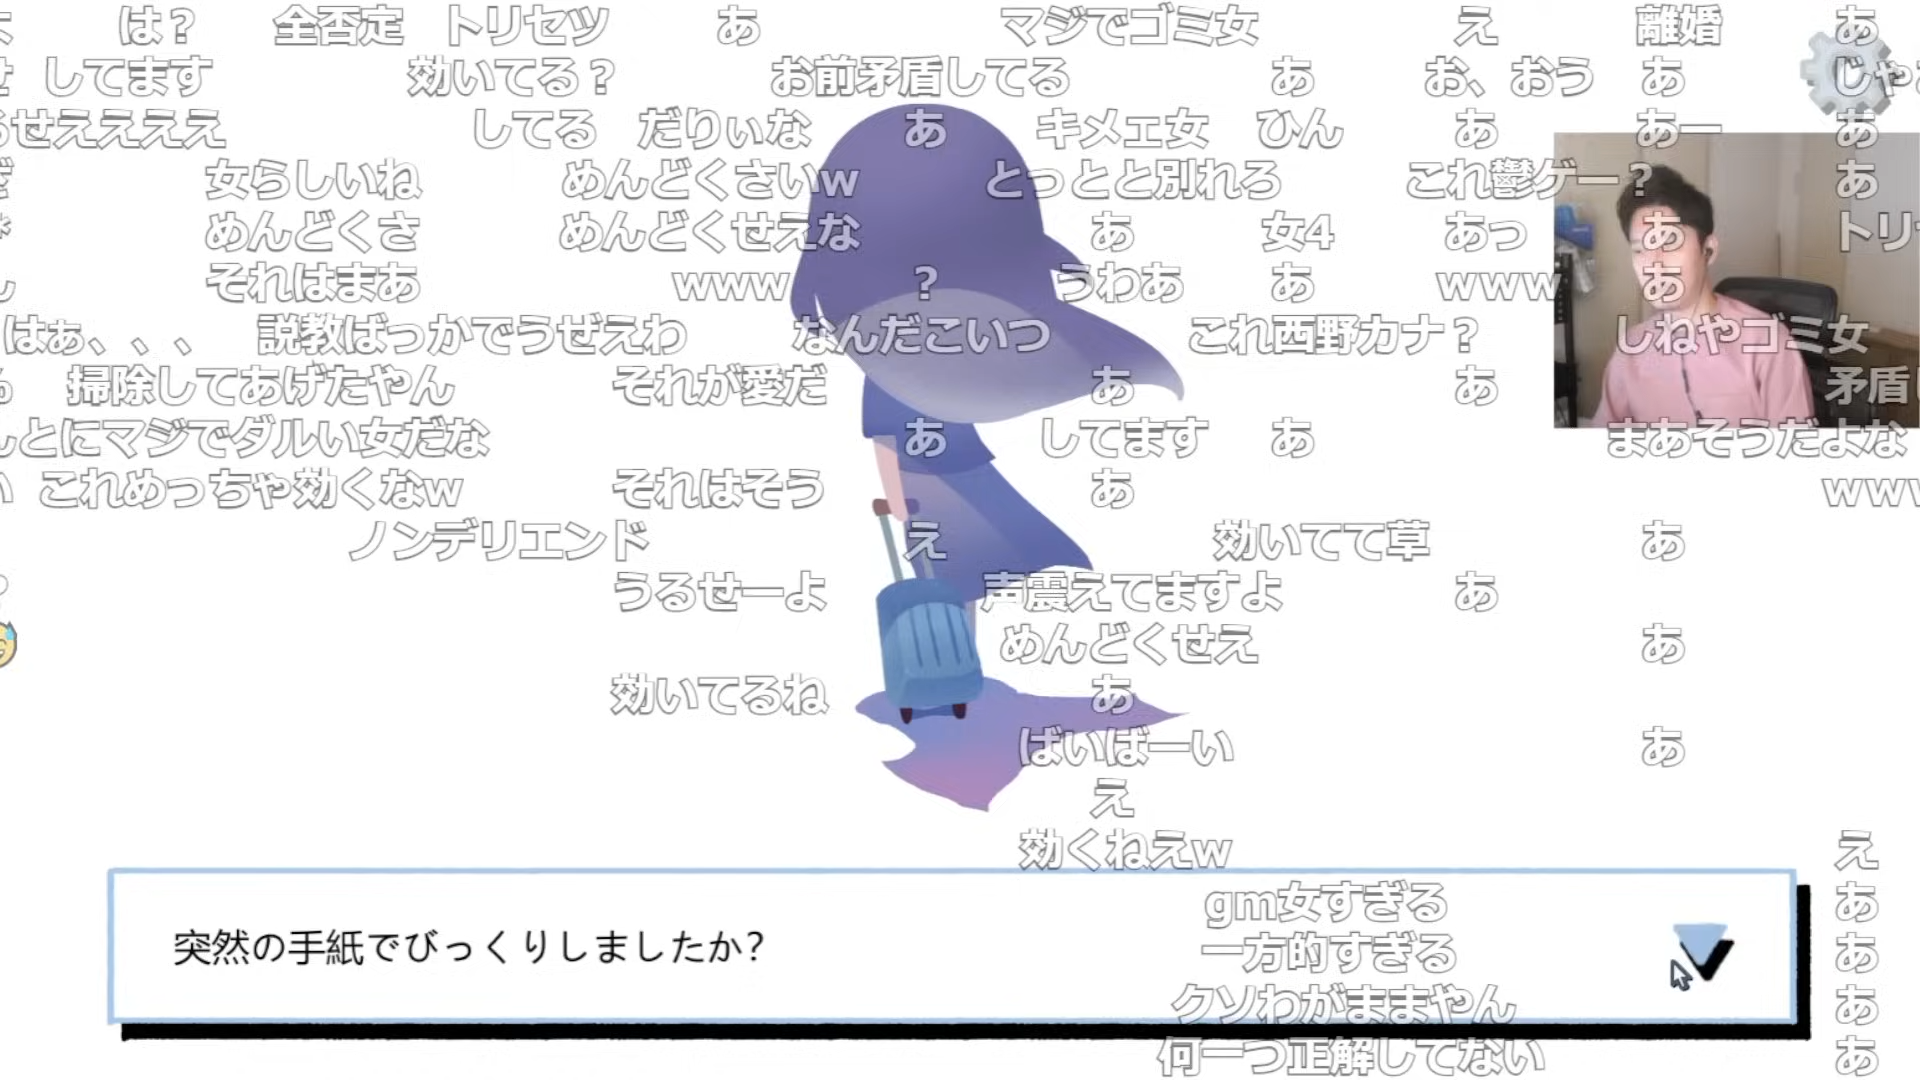 は？ 全否定 トリセツ あ マジでゴミ女 え 離婚 あ
してます 効いてる？ お前矛盾してる あ お、おう あ じゃあ
うせええええ してる だりぃな あ キメェ女 ひん あ あー あ
女らしいね めんどくさいw とっとと別れろ これ鬱ゲー？ あ
めんどくさ めんどくせえな あ 女4 あっ あ トリ
それはまあ www ？ うわあ あ www あ
はぁ、、、 説教ばっかでうぜえわ なんだこいつ これ西野カナ？ しねやゴミ女
掃除してあげたやん それが愛だ あ あ 矛盾し
んとにマジでダルい女だな あ してます あ まあそうだよな
これめっちゃ効くなw それはそう あ www
ノンデリエンド え 効いてて草 あ
うるせーよ 声震えてますよ あ
めんどくせえ あ
効いてるね あ
ばいばーい あ
え
効くねえw え
gm女すぎる あ
突然の手紙でびっくりしましたか?
一方的すぎる あ
クソわがままやん あ
何一つ正解してない あ